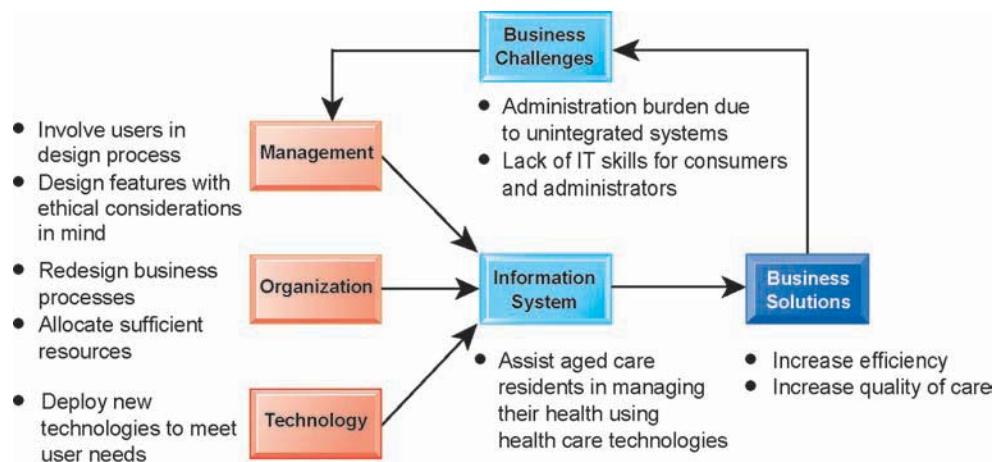 Business
Challenges
• Administration burden due
to unintegrated systems
• Lack of IT skills for consumers
and administrators
• Involve users in
design process
• Design features with
ethical considerations
in mind
Management
• Redesign business
processes
• Allocate sufficient
resources
Organization
Information
System
Business
Solutions
• Deploy new
technologies to meet
user needs
Technology
• Assist aged care
residents in managing
their health using
health care technologies
• Increase efficiency
• Increase quality of care